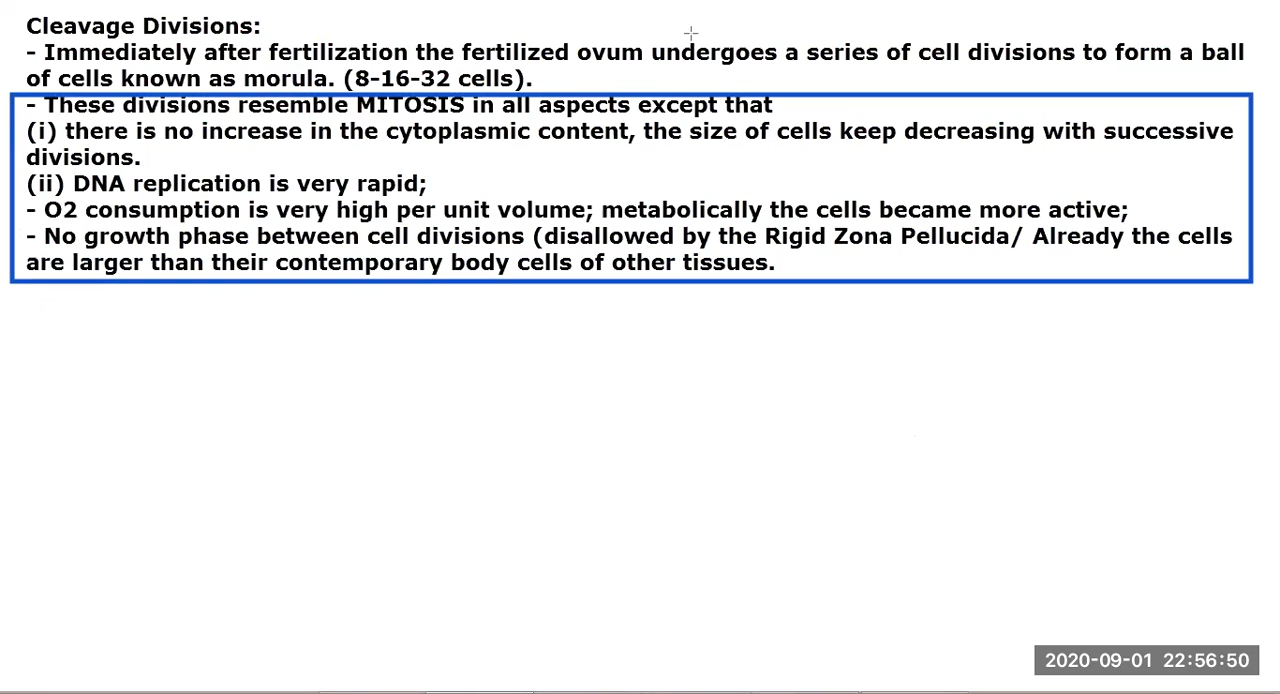 Cleavage Divisions:
- Immediately after fertilization the fertilized ovum undergoes a series of cell divisions to form a ball
of cells known as morula. (8-16-32 cells).
- These divisions resemble MITOSIS in all aspects except that
(i) there is no increase in the cytoplasmic content, the size of cells keep decreasing with successive
divisions.
(ii) DNA replication is very rapid;
- O2 consumption is very high per unit volume; metabolically the cells became more active;
- No growth phase between cell divisions (disallowed by the Rigid Zona Pellucida/ Already the cells
are larger than their contemporary body cells of other tissues.
2020-09-01 22:56:50